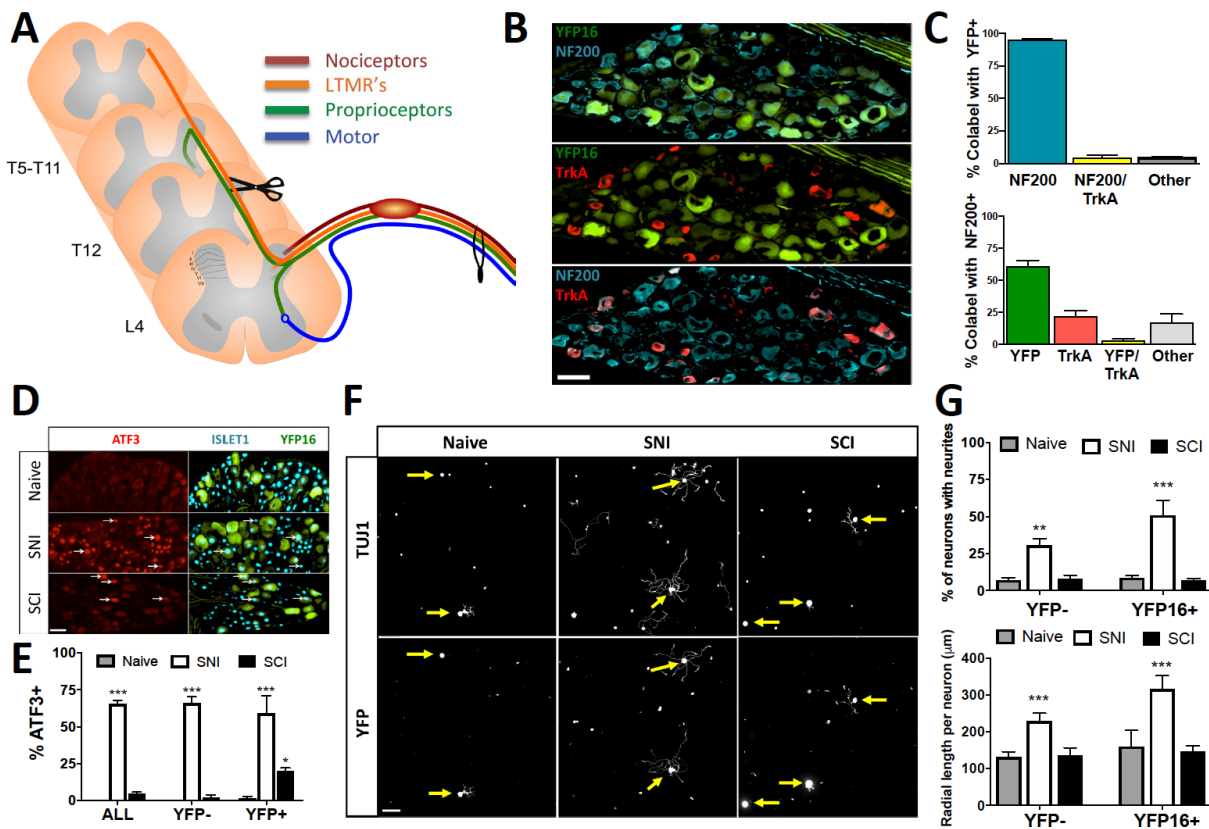 A
Nociceptors
LTMR's
Proprioceptors
Motor
T5-T11
T12
L4
B
YFP16
NF200
YFP16
TrkA
NF200
TrkA
C
% Colabel with YFP+
100
75
50
25
0
NF200
NF200/
TrkA
Other
% Colabel with NF200+
100
75
50
25
0
YFP
TrkA
YFP/
TrkA
Other
D
ATF3
ISLET1
YFP16
Naive
SNI
SCI
E
Naive
SNI
SCI
% ATF3+
100
75
50
25
0
***
***
***
*
ALL
YFP-
YFP+
F
Naive
SNI
SCI
TUJ1
YFP
G
Naive
SNI
SCI
% of neurons with neurites
100
75
50
25
0
**
***
YFP-
YFP16+
Naive
SNI
SCI
Radial length per neuron (μm)
400
300
200
100
0
***
***
YFP-
YFP16+